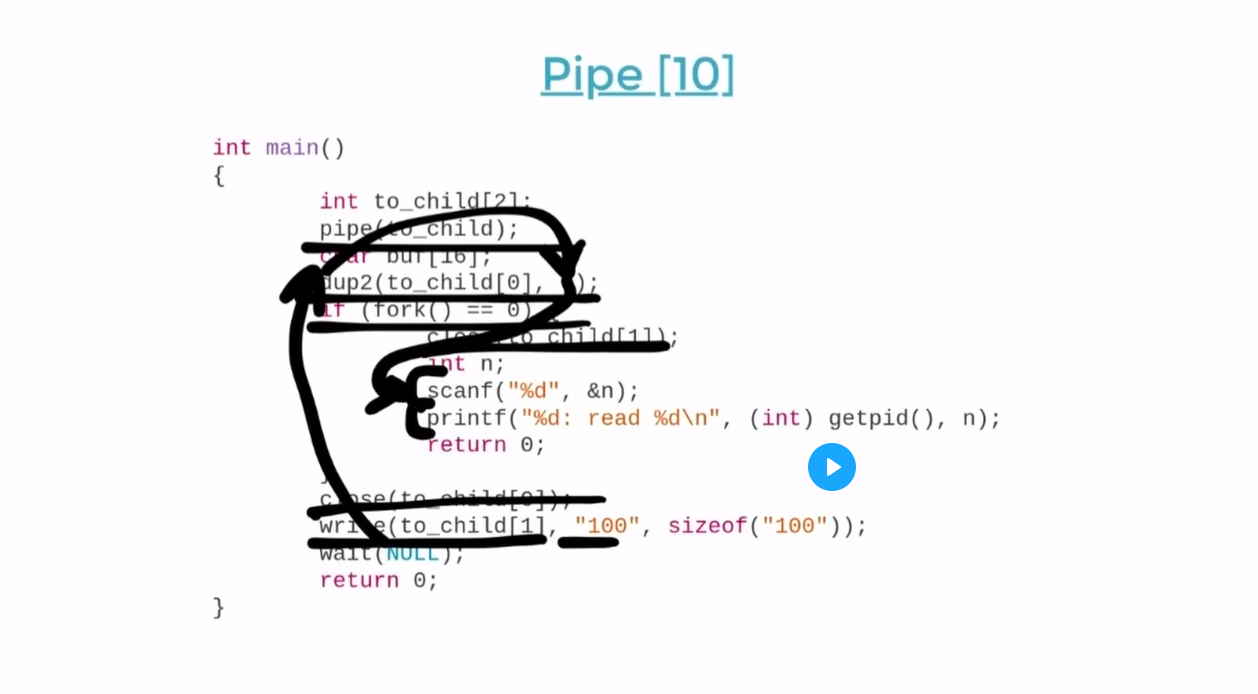 Pipe [10]
int main()
{
int to_child[2];
pipe(to_child);
char buf[16];
dup2(to_child[0], );
if (fork() == 0)
close(to_child[1]);
int n;
scanf("%d", &n);
printf("%d: read %d\n", (int) getpid(), n);
return 0;
}
close(to_child[0]);
write(to_child[1], "100", sizeof("100"));
wait(NULL);
return 0;
}